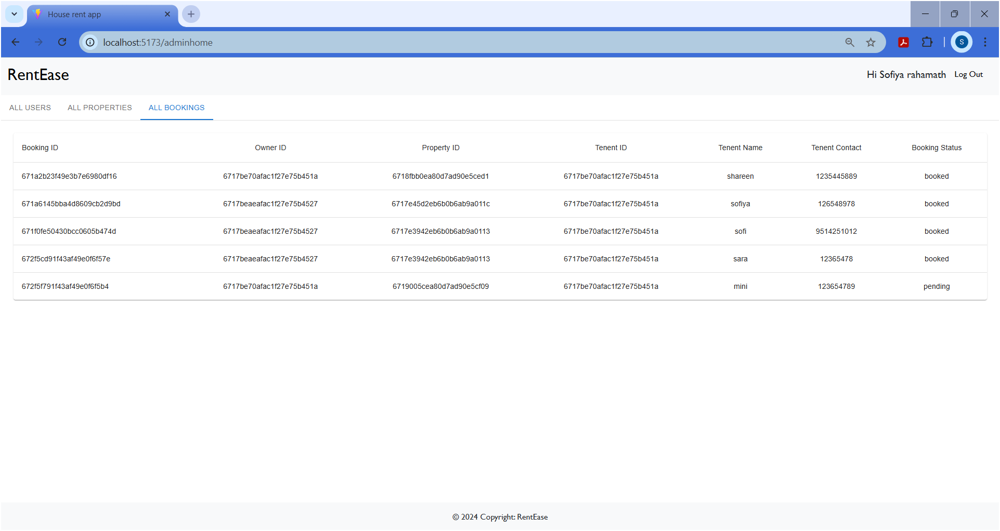 House rent app
localhost:5173/adminhome
S
RentEase
Hi Sofiya rahamath Log Out
ALL USERS ALL PROPERTIES ALL BOOKINGS
Booking ID Owner ID Property ID Tenent ID Tenent Name Tenent Contact Booking Status
671a2b23f49e3b7e6980df16 6717be70afac1f27e75b451a 6718fbb0ea80d7ad90e5ced1 6717be70afac1f27e75b451a shareen 1235445889 booked
671a6145bba4d8609cb2d9bd 6717beaeafac1f27e75b4527 6717e45d2eb6b0b6ab9a011c 6717be70afac1f27e75b451a sofiya 126548978 booked
671f0fe50430bcc0605b474d 6717beaeafac1f27e75b4527 6717e3942eb6b0b6ab9a0113 6717be70afac1f27e75b451a sofi 9514251012 booked
672f5cd91f43af49e0f6f57e 6717beaeafac1f27e75b4527 6717e3942eb6b0b6ab9a0113 6717be70afac1f27e75b451a sara 12365478 booked
672f5f791f43af49e0f6f5b4 6717be70afac1f27e75b451a 6719005cea80d7ad90e5cf09 6717be70afac1f27e75b451a mini 123654789 pending
© 2024 Copyright: RentEase